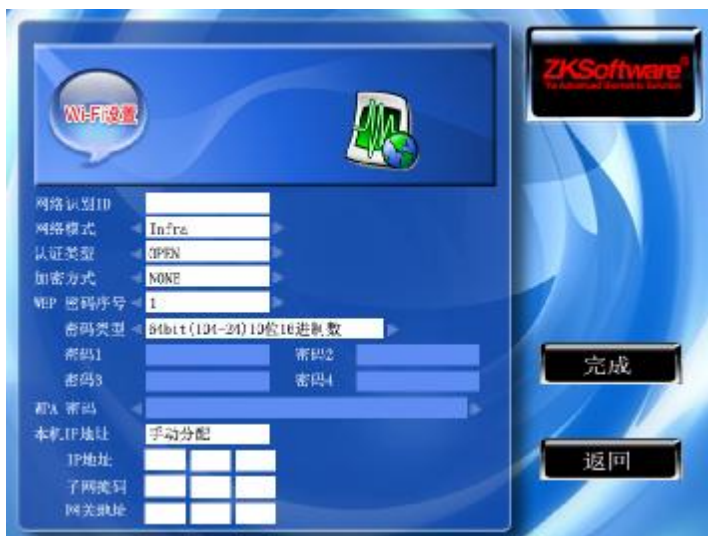 Wi-Fi设置
ZKSoftware®
网络识别ID
网络模式 Infra
认证类型 OPEN
加密方式 NONE
WEP 密码序号 1
密码类型 64bit(104-24)10位16进制数
密码1 密码2
密码3 密码4
WPA 密码
本机IP地址 手动分配
IP地址
子网掩码
网关地址
完成
返回